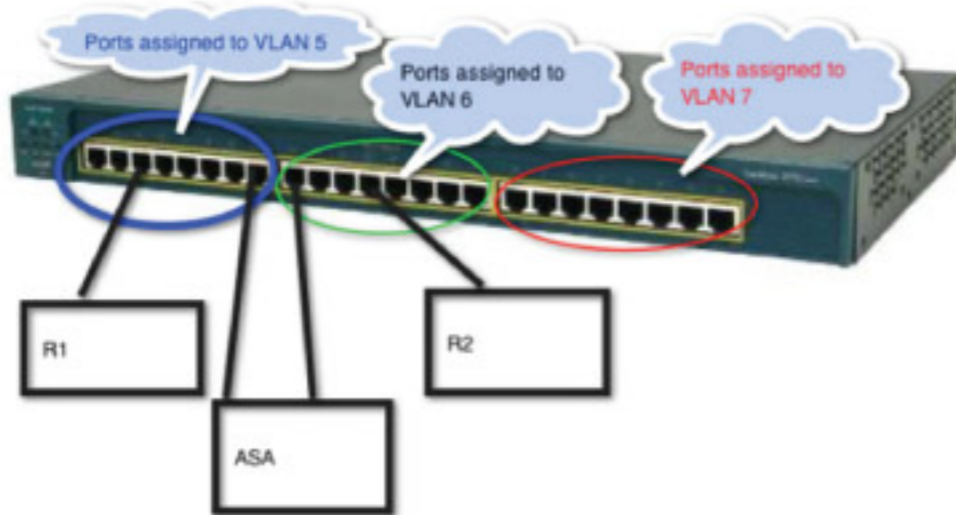 Ports assigned to VLAN 5
Ports assigned to
VLAN 6
Ports assigned to
VLAN 7
R1
R2
ASA